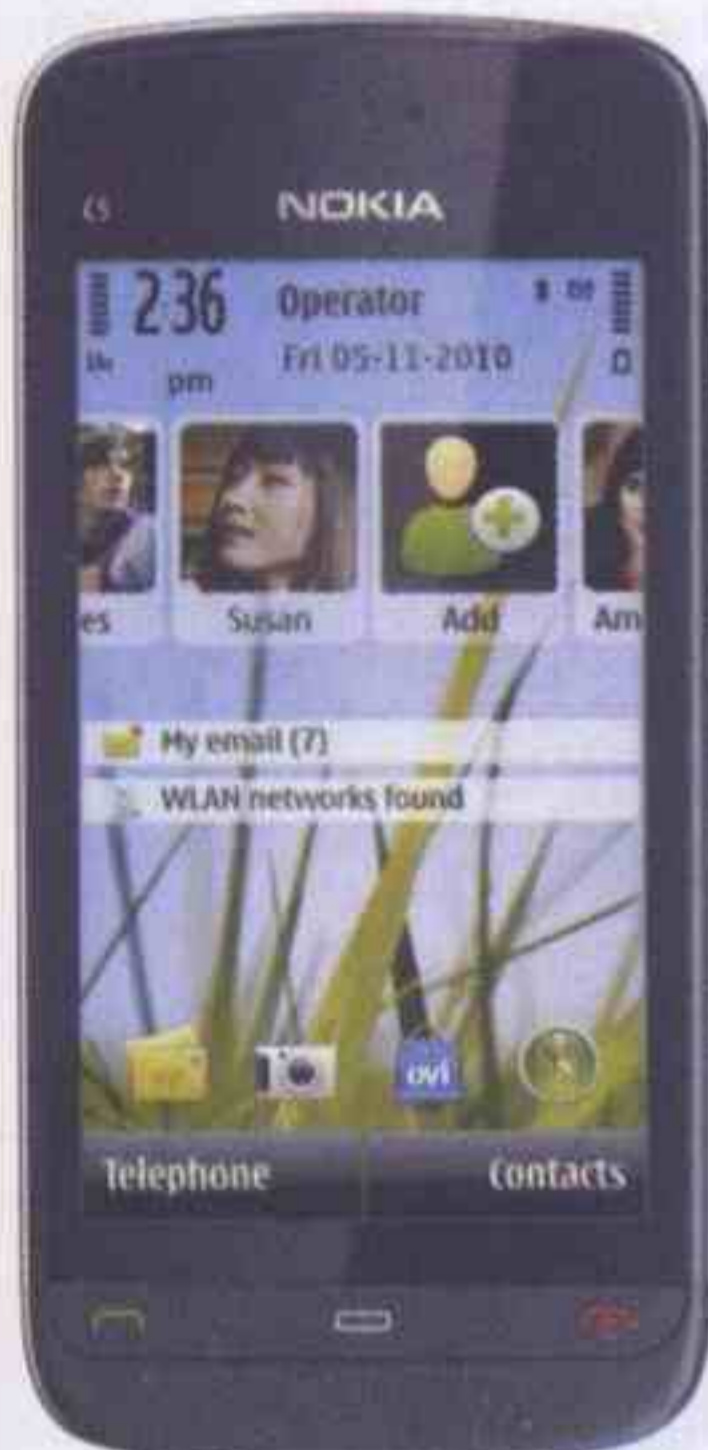 C5 NOKIA
2:36 pm
Operator
Fri 05-11-2010
es Susan Add Am
My email (7)
WLAN networks found
ovi
Telephone Contacts